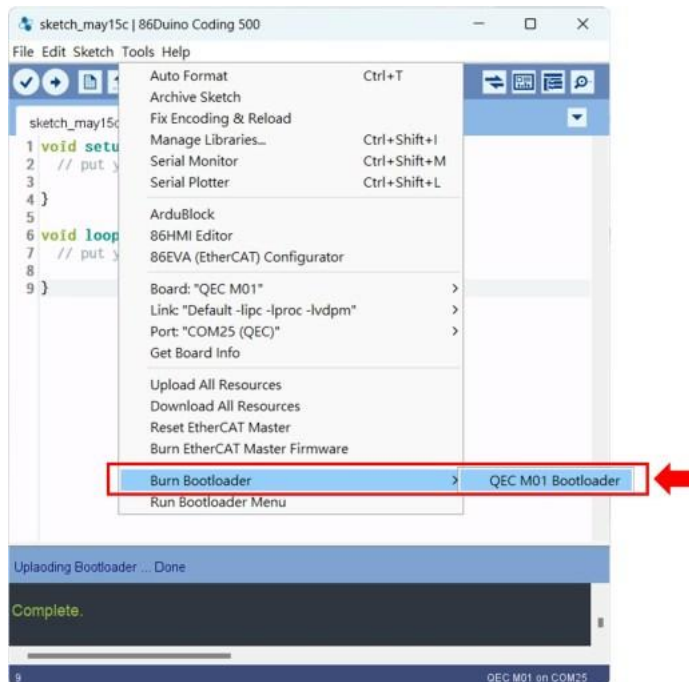 sketch_may15c | 86Duino Coding 500
File Edit Sketch Tools Help
sketch_may15c
1 void setu
2 // put y
3
4 }
5
6 void loop
7 // put y
8
9 }
Auto Format Ctrl+T
Archive Sketch
Fix Encoding & Reload
Manage Libraries... Ctrl+Shift+I
Serial Monitor Ctrl+Shift+M
Serial Plotter Ctrl+Shift+L
ArduBlock
86HMI Editor
86EVA (EtherCAT) Configurator
Board: "QEC M01"
Link: "Default -lipc -lproc -lvdpm"
Port: "COM25 (QEC)"
Get Board Info
Upload All Resources
Download All Resources
Reset EtherCAT Master
Burn EtherCAT Master Firmware
Burn Bootloader
QEC M01 Bootloader
Run Bootloader Menu
Uplaoding Bootloader ... Done
Complete.
9 QEC M01 on COM25